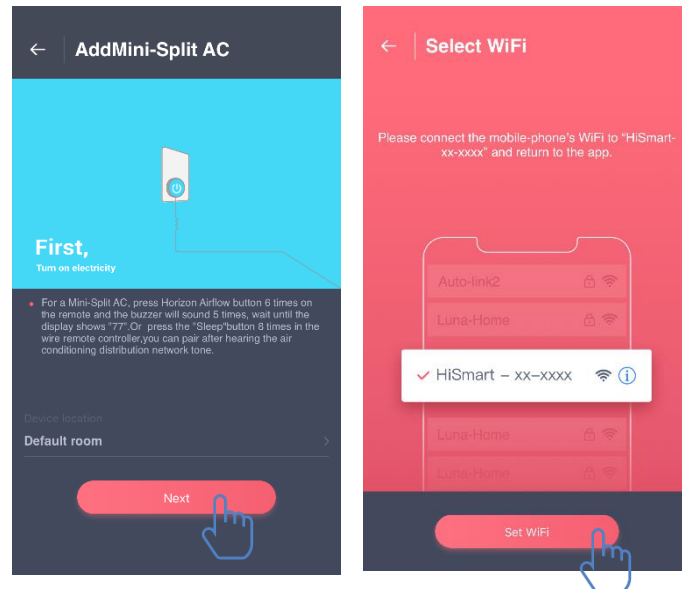 ← AddMini-Split AC
First,
Turn on electricity
• For a Mini-Split AC, press Horizon Airflow button 6 times on
the remote and the buzzer will sound 5 times, wait until the
display shows "77".Or press the "Sleep"button 8 times in the
wire remote controller,you can pair after hearing the air
conditioning distribution network tone.
Device location
Default room >
Next
← Select WiFi
Please connect the mobile-phone's WiFi to "HiSmart-
xx-xxxx" and return to the app.
Auto-link2
Luna-Home
✓ HiSmart – xx–xxxx
Luna-Home
Luna-Home
Set WiFi